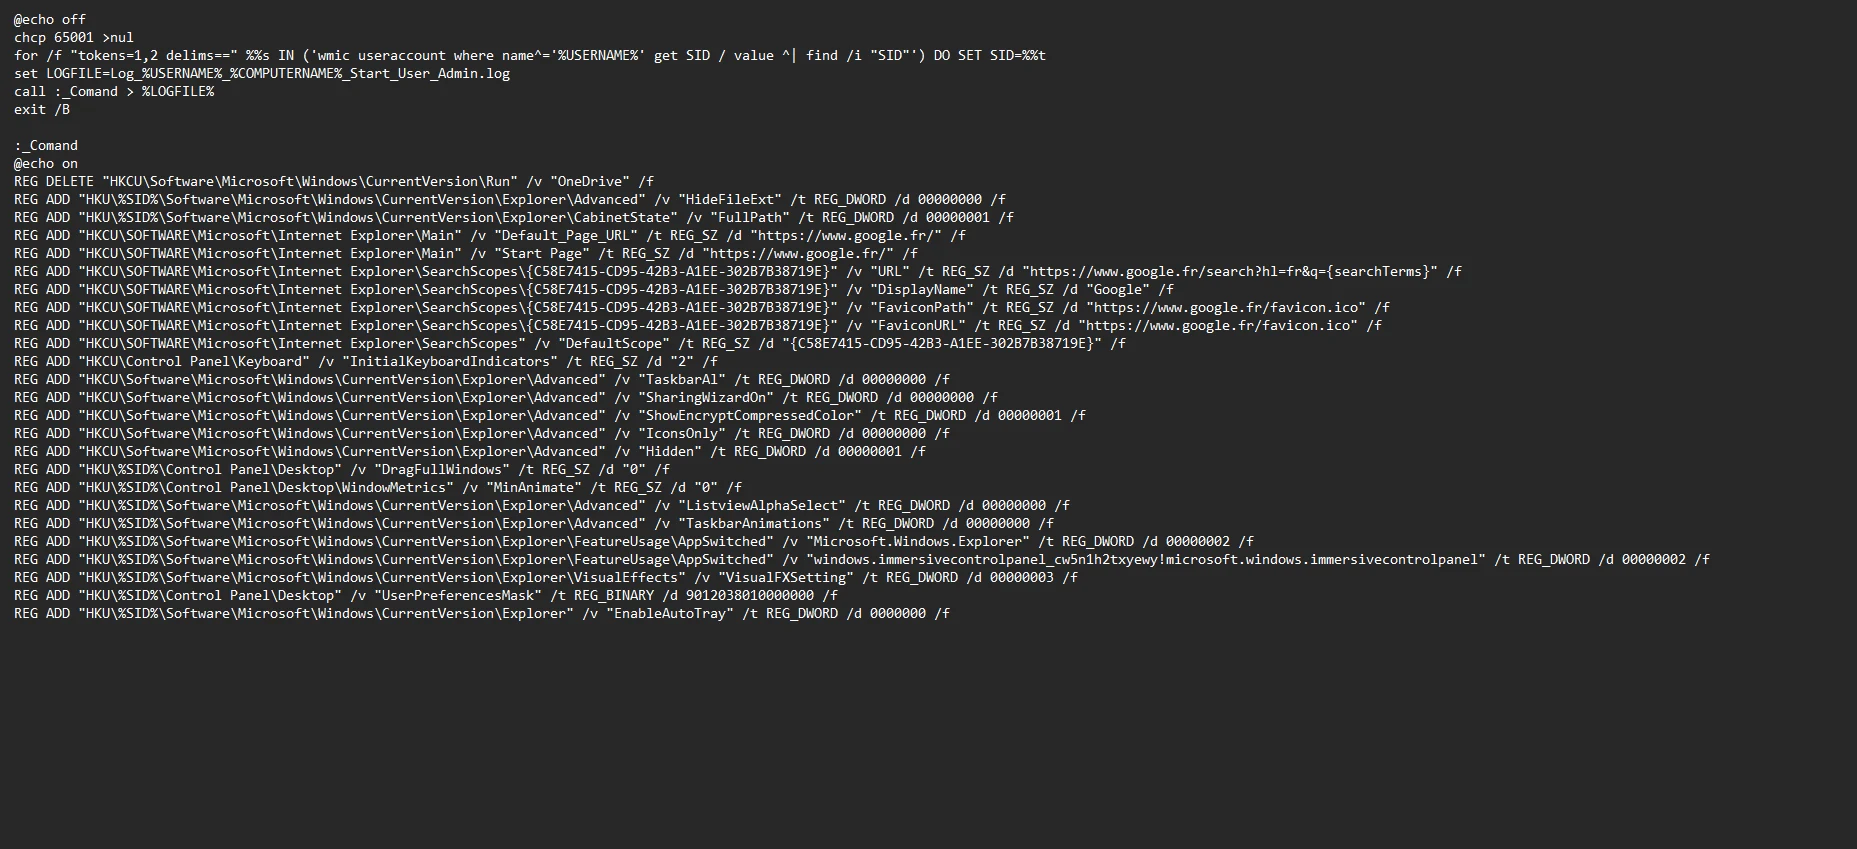 @echo off
chcp 65001 >nul
for /f "tokens=1,2 delims==" %%s IN ('wmic useraccount where name^='%USERNAME%' get SID / value ^| find /i "SID"') DO SET SID=%%t
set LOGFILE=Log_%USERNAME%_%COMPUTERNAME%_Start_User_Admin.log
call :_Comand > %LOGFILE%
exit /B

:_Comand
@echo on
REG DELETE "HKCU\Software\Microsoft\Windows\CurrentVersion\Run" /v "OneDrive" /f
REG ADD "HKU\%SID%\Software\Microsoft\Windows\CurrentVersion\Explorer\Advanced" /v "HideFileExt" /t REG_DWORD /d 00000000 /f
REG ADD "HKU\%SID%\Software\Microsoft\Windows\CurrentVersion\Explorer\CabinetState" /v "FullPath" /t REG_DWORD /d 00000001 /f
REG ADD "HKCU\SOFTWARE\Microsoft\Internet Explorer\Main" /v "Default_Page_URL" /t REG_SZ /d "https://www.google.fr/" /f
REG ADD "HKCU\SOFTWARE\Microsoft\Internet Explorer\Main" /v "Start Page" /t REG_SZ /d "https://www.google.fr/" /f
REG ADD "HKCU\SOFTWARE\Microsoft\Internet Explorer\SearchScopes\{C58E7415-CD95-42B3-A1EE-302B7B38719E}" /v "URL" /t REG_SZ /d "https://www.google.fr/search?hl=fr&q={searchTerms}" /f
REG ADD "HKCU\SOFTWARE\Microsoft\Internet Explorer\SearchScopes\{C58E7415-CD95-42B3-A1EE-302B7B38719E}" /v "DisplayName" /t REG_SZ /d "Google" /f
REG ADD "HKCU\SOFTWARE\Microsoft\Internet Explorer\SearchScopes\{C58E7415-CD95-42B3-A1EE-302B7B38719E}" /v "FaviconPath" /t REG_SZ /d "https://www.google.fr/favicon.ico" /f
REG ADD "HKCU\SOFTWARE\Microsoft\Internet Explorer\SearchScopes\{C58E7415-CD95-42B3-A1EE-302B7B38719E}" /v "FaviconURL" /t REG_SZ /d "https://www.google.fr/favicon.ico" /f
REG ADD "HKCU\SOFTWARE\Microsoft\Internet Explorer\SearchScopes" /v "DefaultScope" /t REG_SZ /d "{C58E7415-CD95-42B3-A1EE-302B7B38719E}" /f
REG ADD "HKCU\Control Panel\Keyboard" /v "InitialKeyboardIndicators" /t REG_SZ /d "2" /f
REG ADD "HKCU\Software\Microsoft\Windows\CurrentVersion\Explorer\Advanced" /v "TaskbarAl" /t REG_DWORD /d 00000000 /f
REG ADD "HKCU\Software\Microsoft\Windows\CurrentVersion\Explorer\Advanced" /v "SharingWizardOn" /t REG_DWORD /d 00000000 /f
REG ADD "HKCU\Software\Microsoft\Windows\CurrentVersion\Explorer\Advanced" /v "ShowEncryptCompressedColor" /t REG_DWORD /d 00000001 /f
REG ADD "HKCU\Software\Microsoft\Windows\CurrentVersion\Explorer\Advanced" /v "IconsOnly" /t REG_DWORD /d 00000000 /f
REG ADD "HKCU\Software\Microsoft\Windows\CurrentVersion\Explorer\Advanced" /v "Hidden" /t REG_DWORD /d 00000001 /f
REG ADD "HKU\%SID%\Control Panel\Desktop" /v "DragFullWindows" /t REG_SZ /d "0" /f
REG ADD "HKU\%SID%\Control Panel\Desktop\WindowMetrics" /v "MinAnimate" /t REG_SZ /d "0" /f
REG ADD "HKU\%SID%\Software\Microsoft\Windows\CurrentVersion\Explorer\Advanced" /v "ListviewAlphaSelect" /t REG_DWORD /d 00000000 /f
REG ADD "HKU\%SID%\Software\Microsoft\Windows\CurrentVersion\Explorer\Advanced" /v "TaskbarAnimations" /t REG_DWORD /d 00000000 /f
REG ADD "HKU\%SID%\Software\Microsoft\Windows\CurrentVersion\Explorer\FeatureUsage\AppSwitched" /v "Microsoft.Windows.Explorer" /t REG_DWORD /d 00000002 /f
REG ADD "HKU\%SID%\Software\Microsoft\Windows\CurrentVersion\Explorer\FeatureUsage\AppSwitched" /v "windows.immersivecontrolpanel_cw5n1h2txyewy!microsoft.windows.immersivecontrolpanel" /t REG_DWORD /d 00000002 /f
REG ADD "HKU\%SID%\Software\Microsoft\Windows\CurrentVersion\Explorer\VisualEffects" /v "VisualFXSetting" /t REG_DWORD /d 00000003 /f
REG ADD "HKU\%SID%\Control Panel\Desktop" /v "UserPreferencesMask" /t REG_BINARY /d 9012038010000000 /f
REG ADD "HKU\%SID%\Software\Microsoft\Windows\CurrentVersion\Explorer" /v "EnableAutoTray" /t REG_DWORD /d 0000000 /f